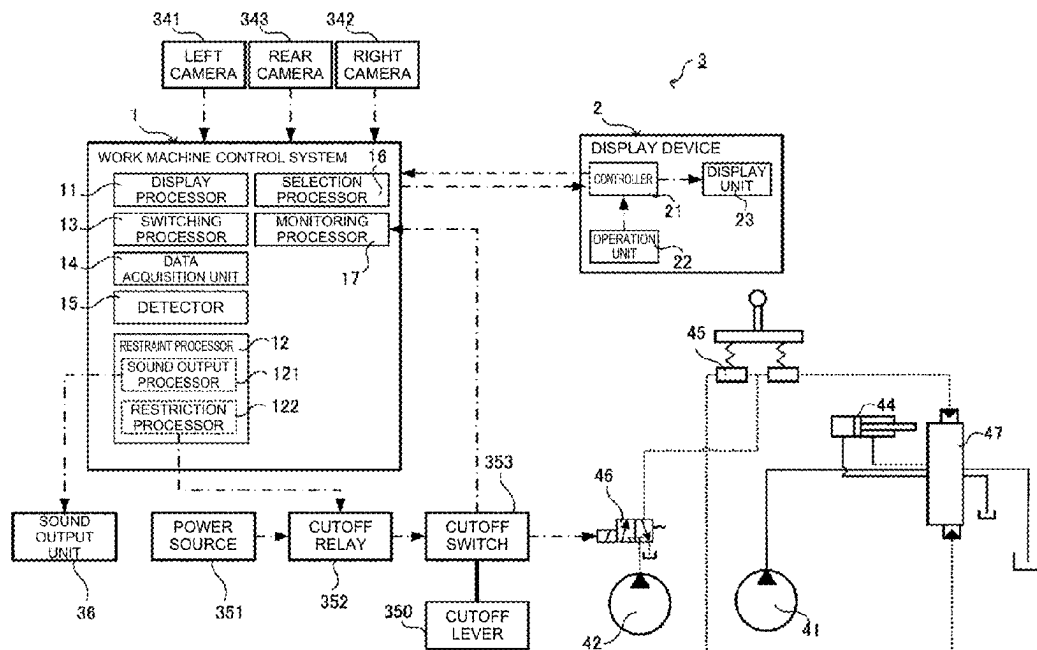 341
343
342
LEFT CAMERA
REAR CAMERA
RIGHT CAMERA
3
1
2
WORK MACHINE CONTROL SYSTEM
16
DISPLAY DEVICE
11
DISPLAY PROCESSOR
SELECTION PROCESSOR
CONTROLLER
21
DISPLAY UNIT
23
13
SWITCHING PROCESSOR
MONITORING PROCESSOR
17
OPERATION UNIT
22
14
DATA ACQUISITION UNIT
15
DETECTOR
45
RESTRAINT PROCESSOR
12
SOUND OUTPUT PROCESSOR
121
RESTRICTION PROCESSOR
122
44
47
353
46
SOUND OUTPUT UNIT
36
POWER SOURCE
351
CUTOFF RELAY
352
CUTOFF SWITCH
350
CUTOFF LEVER
42
41